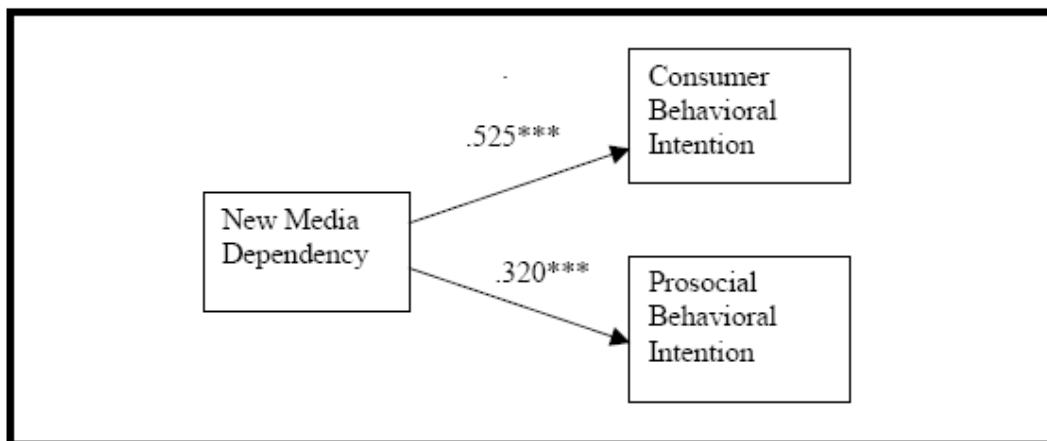 Consumer
Behavioral
Intention
.525***
New Media
Dependency
.320***
Prosocial
Behavioral
Intention